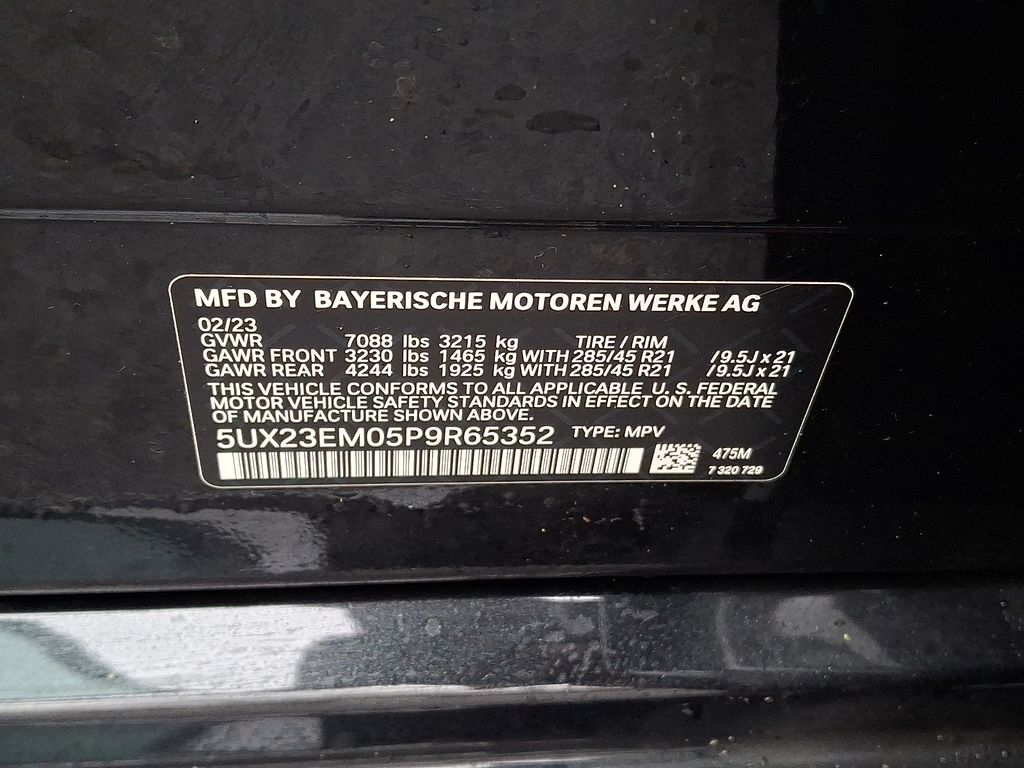 MFD BY BAYERISCHE MOTOREN WERKE AG
02/23
GVWR 7088 lbs 3215 kg TIRE / RIM
GAWR FRONT 3230 lbs 1465 kg WITH 285/45 R21 /9.5J x 21
GAWR REAR 4244 lbs 1925 kg WITH 285/45 R21 /9.5J x 21
THIS VEHICLE CONFORMS TO ALL APPLICABLE U. S. FEDERAL
MOTOR VEHICLE SAFETY STANDARDS IN EFFECT ON THE DATE
OF MANUFACTURE SHOWN ABOVE.
5UX23EM05P9R65352 TYPE: MPV
475M
7 320 729